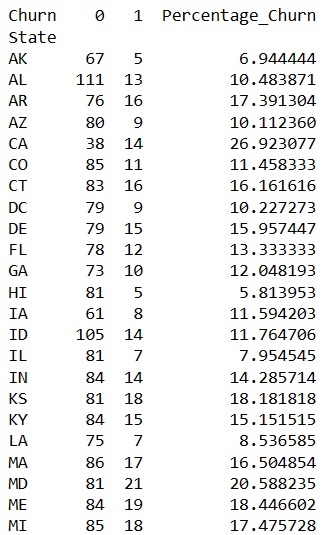 Churn 0 1 Percentage_Churn
State
AK 67 5 6.944444
AL 111 13 10.483871
AR 76 16 17.391304
AZ 80 9 10.112360
CA 38 14 26.923077
CO 85 11 11.458333
CT 83 16 16.161616
DC 79 9 10.227273
DE 79 15 15.957447
FL 78 12 13.333333
GA 73 10 12.048193
HI 81 5 5.813953
IA 61 8 11.594203
ID 105 14 11.764706
IL 81 7 7.954545
IN 84 14 14.285714
KS 81 18 18.181818
KY 84 15 15.151515
LA 75 7 8.536585
MA 86 17 16.504854
MD 81 21 20.588235
ME 84 19 18.446602
MI 85 18 17.475728